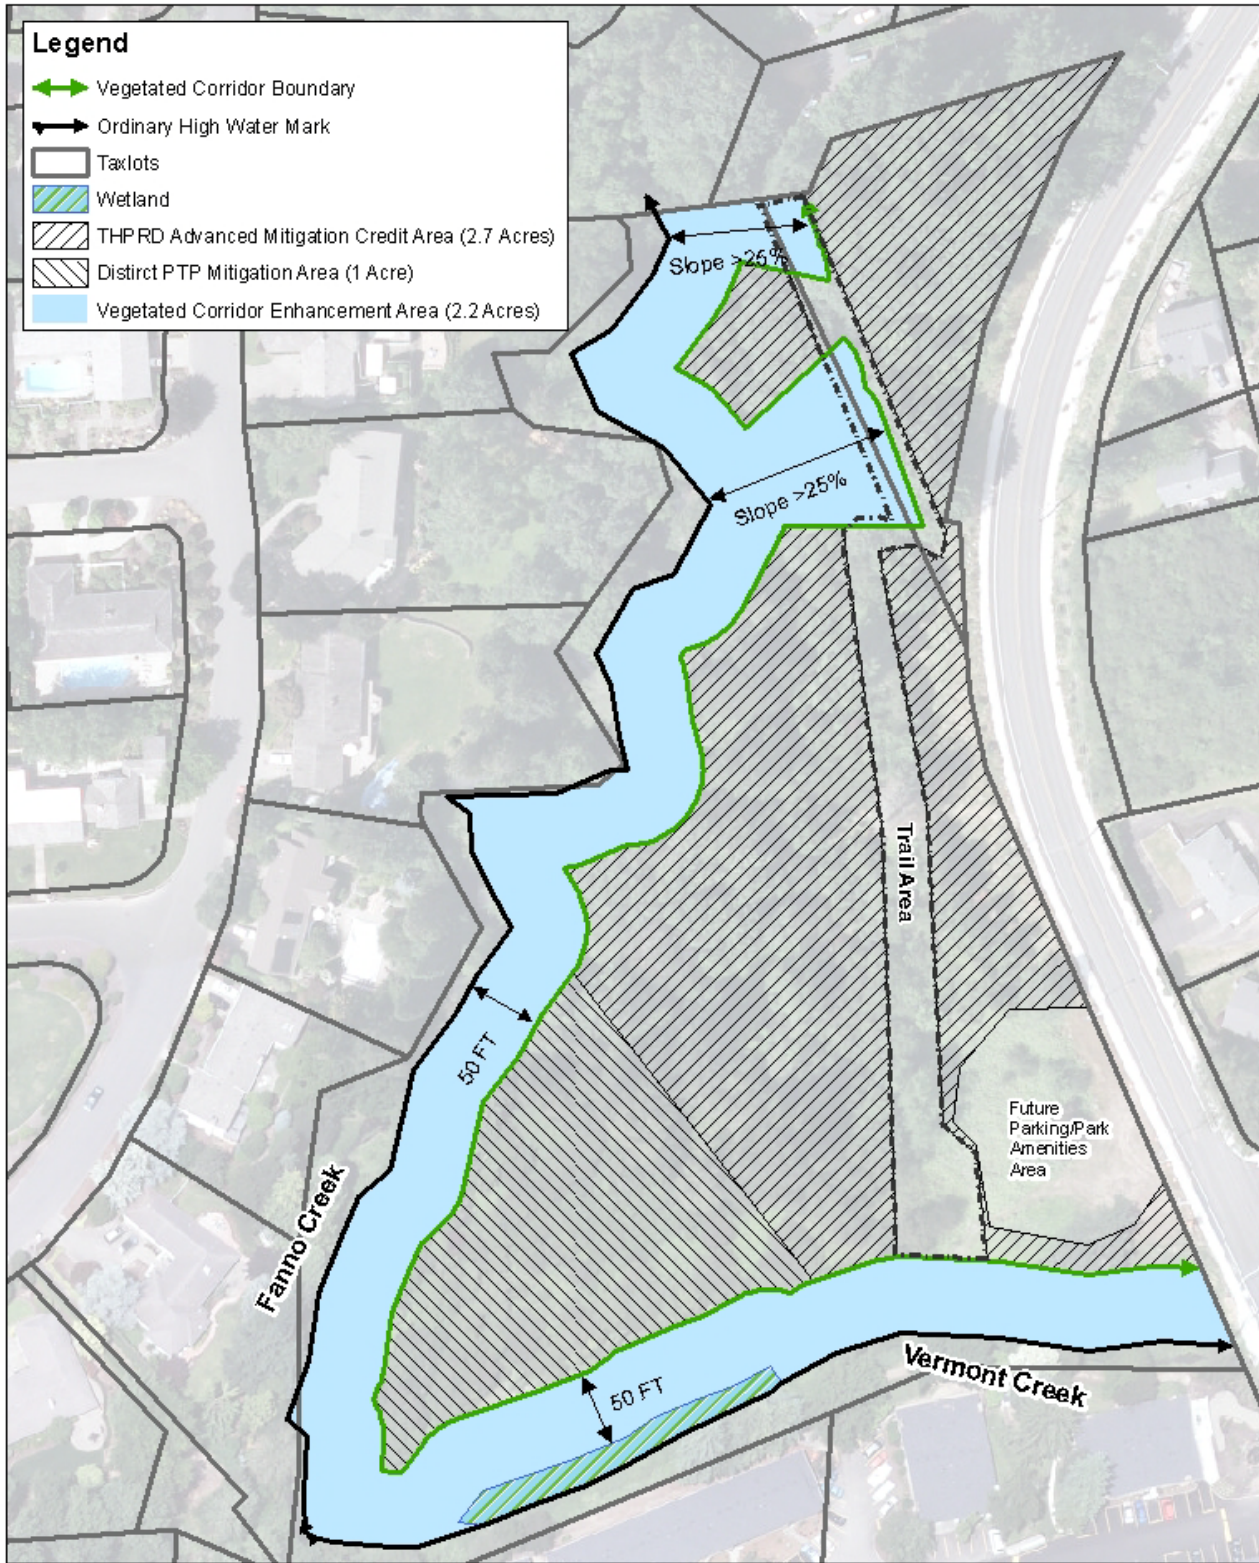 Legend
Vegetated Corridor Boundary
Ordinary High Water Mark
Taxlots
Wetland
THPRD Advanced Mitigation Credit Area (2.7 Acres)
Distirct PTP Mitigation Area (1 Acre)
Vegetated Corridor Enhancement Area (2.2 Acres)
Slope >25%
Slope >25%
Trail Area
50 FT
Future
Parking/Park
Amenities
Area
Fanno Creek
Vermont Creek
50 FT